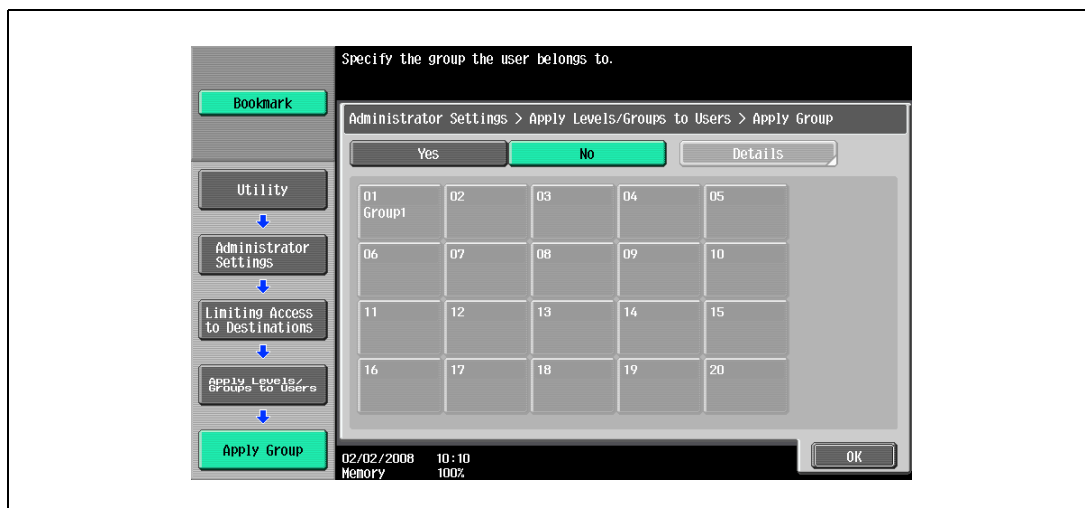 Specify the group the user belongs to.
Bookmark
Administrator Settings > Apply Levels/Groups to Users > Apply Group
Yes
No
Details
Utility
Administrator
Settings
Limiting Access
to Destinations
Apply Levels/
Groups to Users
Apply Group
01
Group1
02
03
04
05
06
07
08
09
10
11
12
13
14
15
16
17
18
19
20
02/02/2008 10:10
Memory 100%
OK